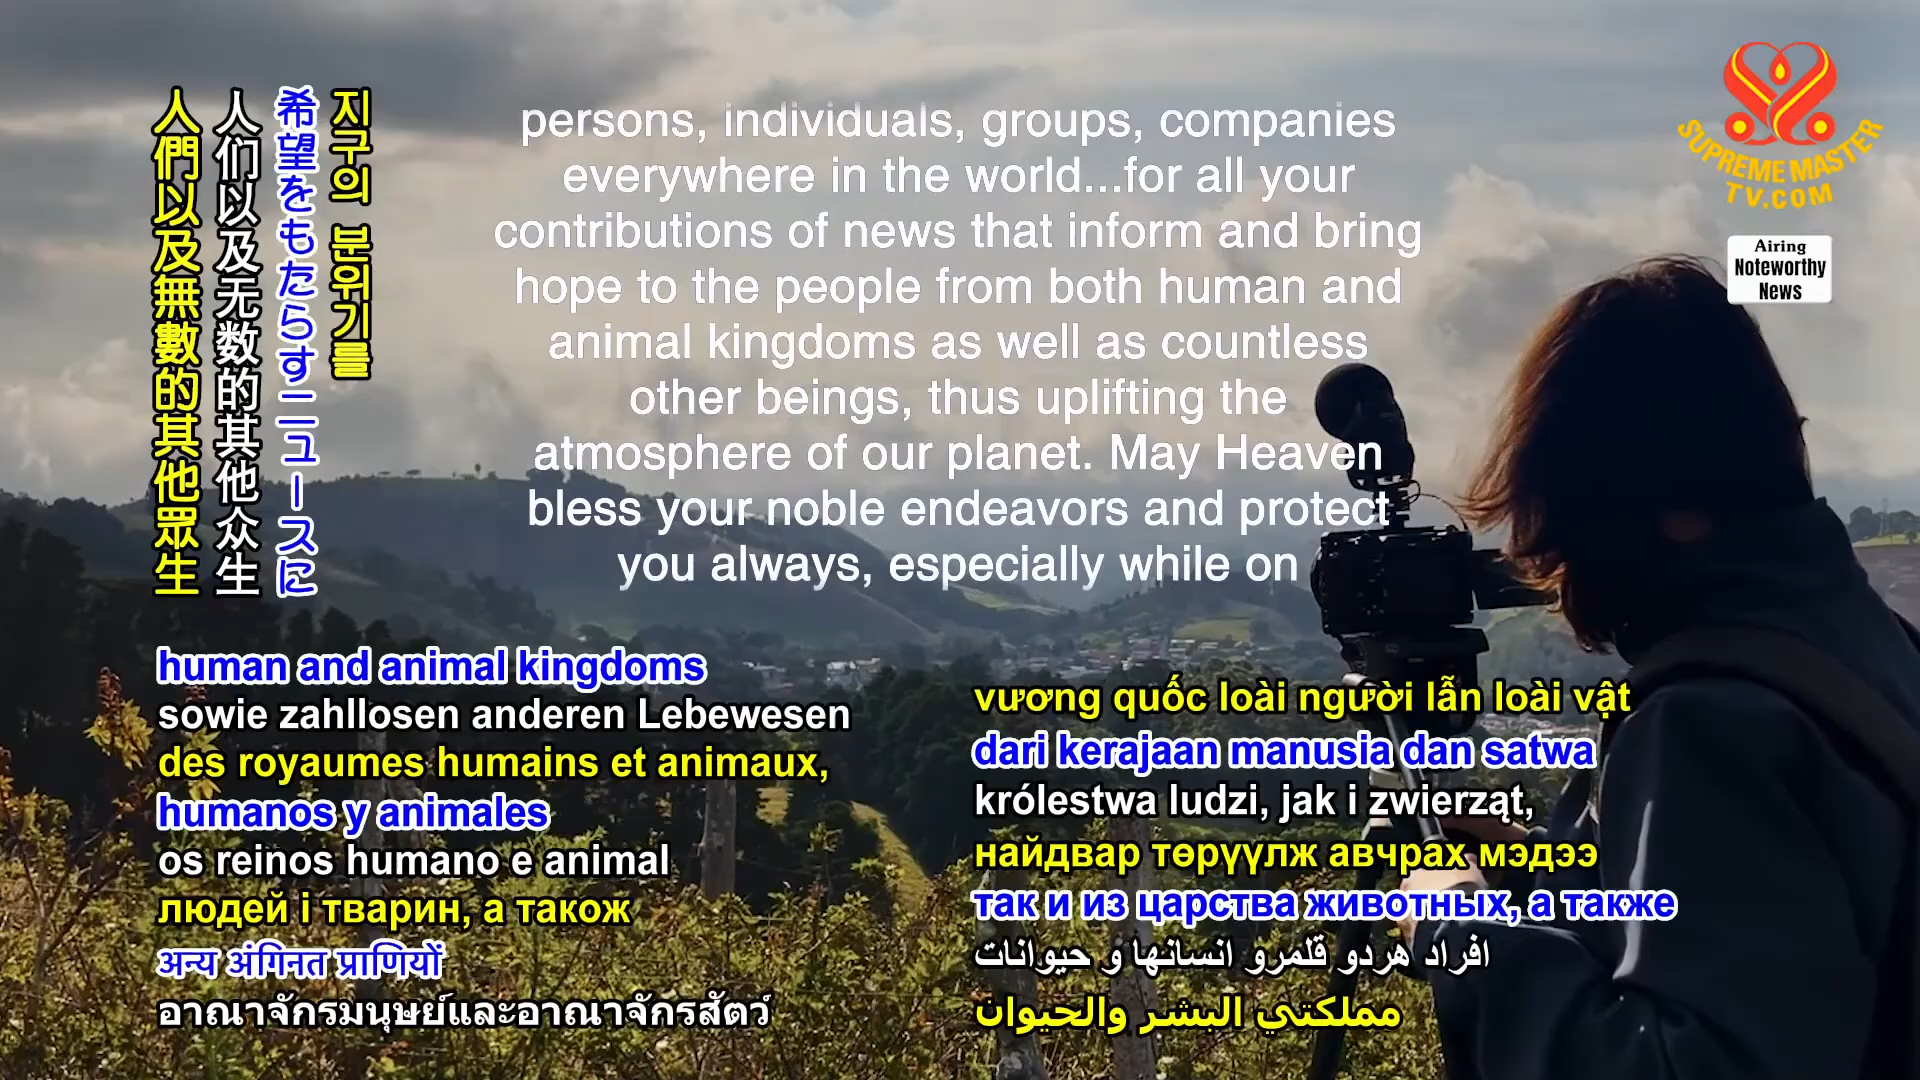 人們以及無數的其他眾生
人们以及无数的其他众生
希望をもたらすニュースに
지구의 분위기를
persons, individuals, groups, companies
everywhere in the world...for all your
contributions of news that inform and bring
hope to the people from both human and
animal kingdoms as well as countless
other beings, thus uplifting the
atmosphere of our planet. May Heaven
bless your noble endeavors and protect
you always, especially while on
SUPREME MASTER
TV.COM
Airing
Noteworthy
News
human and animal kingdoms
sowie zahllosen anderen Lebewesen
des royaumes humains et animaux,
humanos y animales
os reinos humano e animal
людей і тварин, а також
अन्य अंगिनत प्राणियों
อาณาจักรมนุษย์และอาณาจักรสัตว์
vương quốc loài người lẫn loài vật
dari kerajaan manusia dan satwa
królestwa ludzi, jak i zwierząt,
найдвар төрүүлж авчрах мэдээ
так и из царства животных, а также
افراد هردو قلمرو انسانها و حیوانات
مملكتي البشر والحيوان